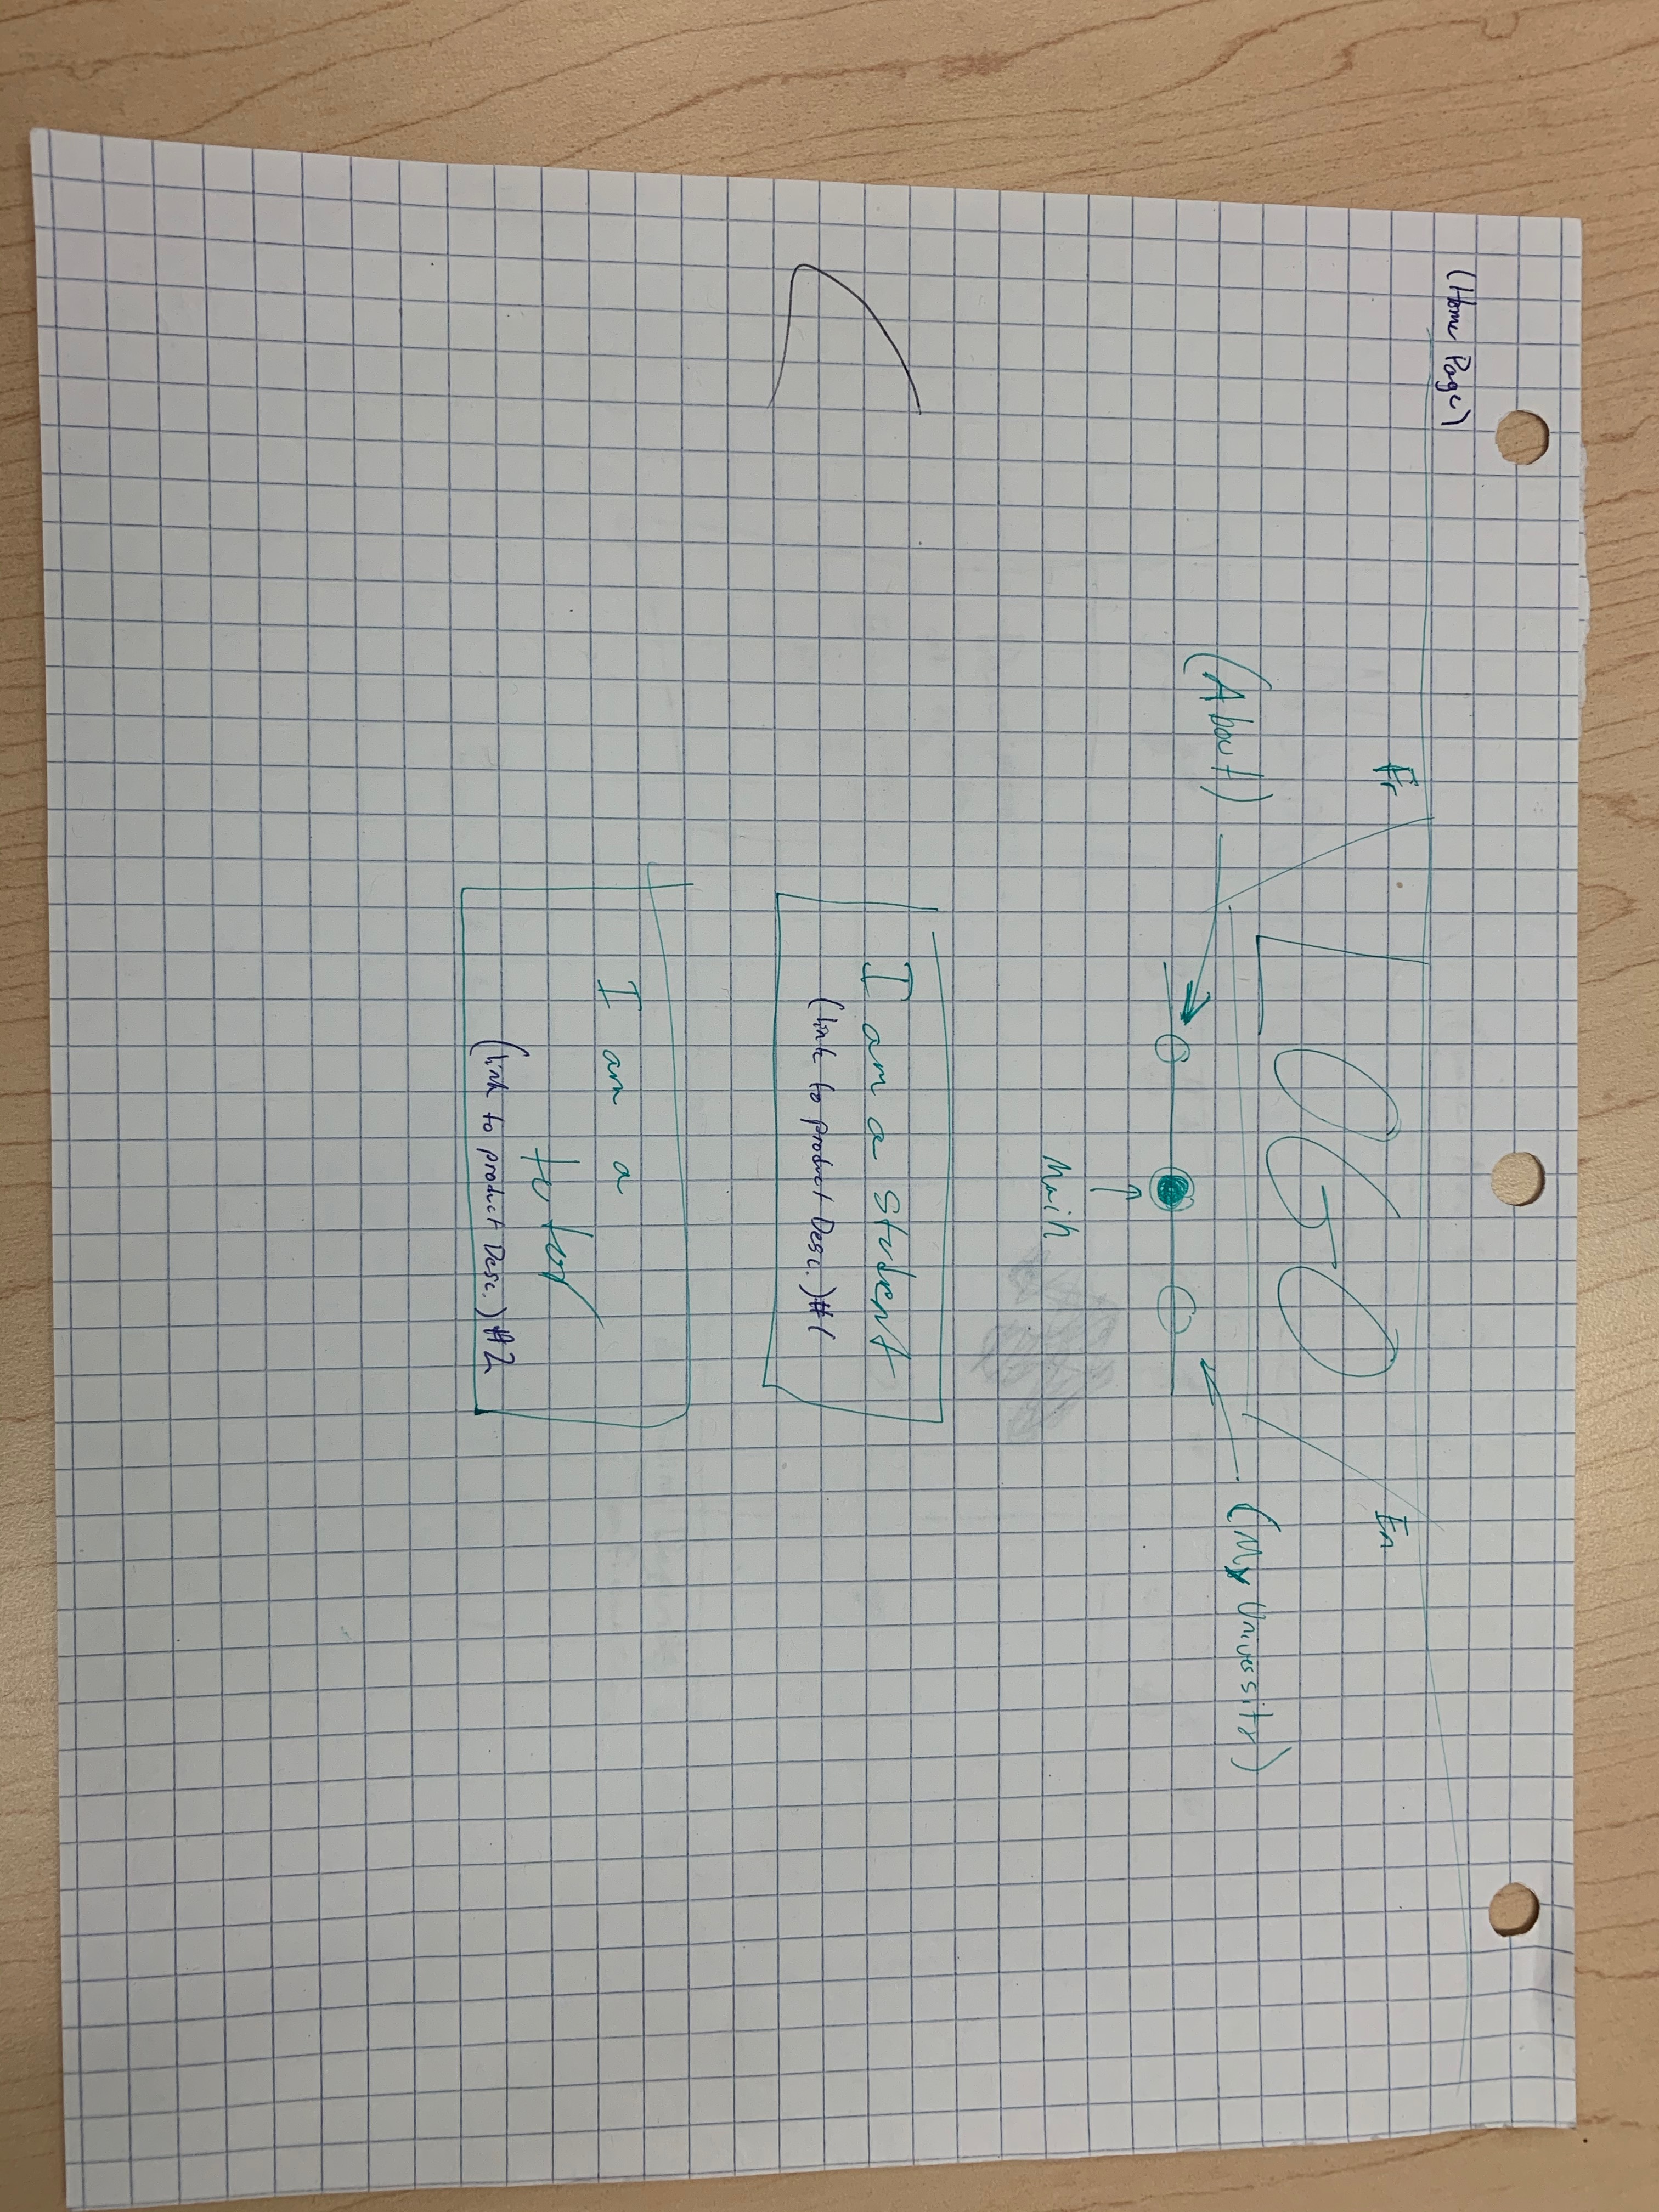 (Home Page)
Fr
LOGO
En
(About)
(My University)
Main
I am a student
(link to product Desc.) #1
I am a
tutor
(link to product Desc.) #2